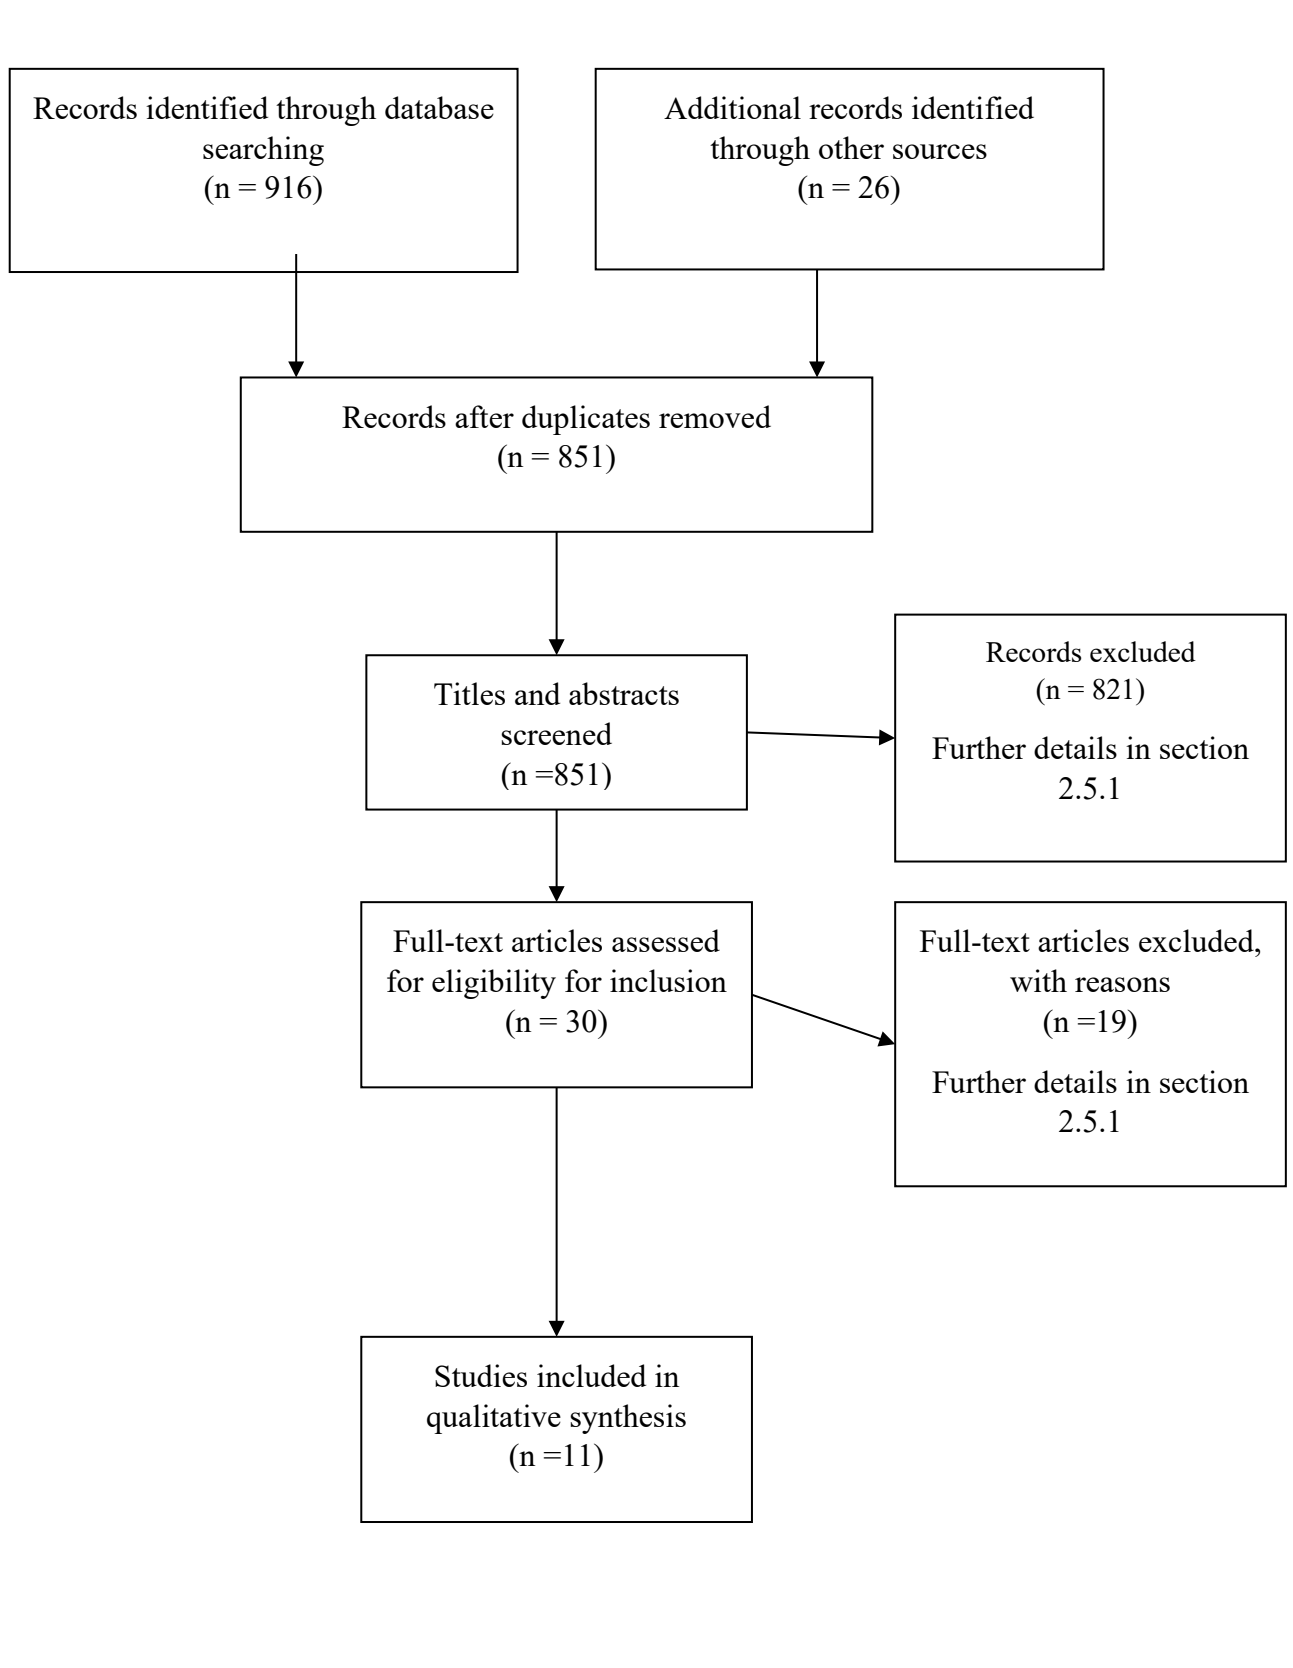 Records identified through database
searching
(n = 916)
Additional records identified
through other sources
(n = 26)
Records after duplicates removed
(n = 851)
Titles and abstracts
screened
(n =851)
Records excluded
(n = 821)
Further details in section
2.5.1
Full-text articles assessed
for eligibility for inclusion
(n = 30)
Full-text articles excluded,
with reasons
(n =19)
Further details in section
2.5.1
Studies included in
qualitative synthesis
(n =11)